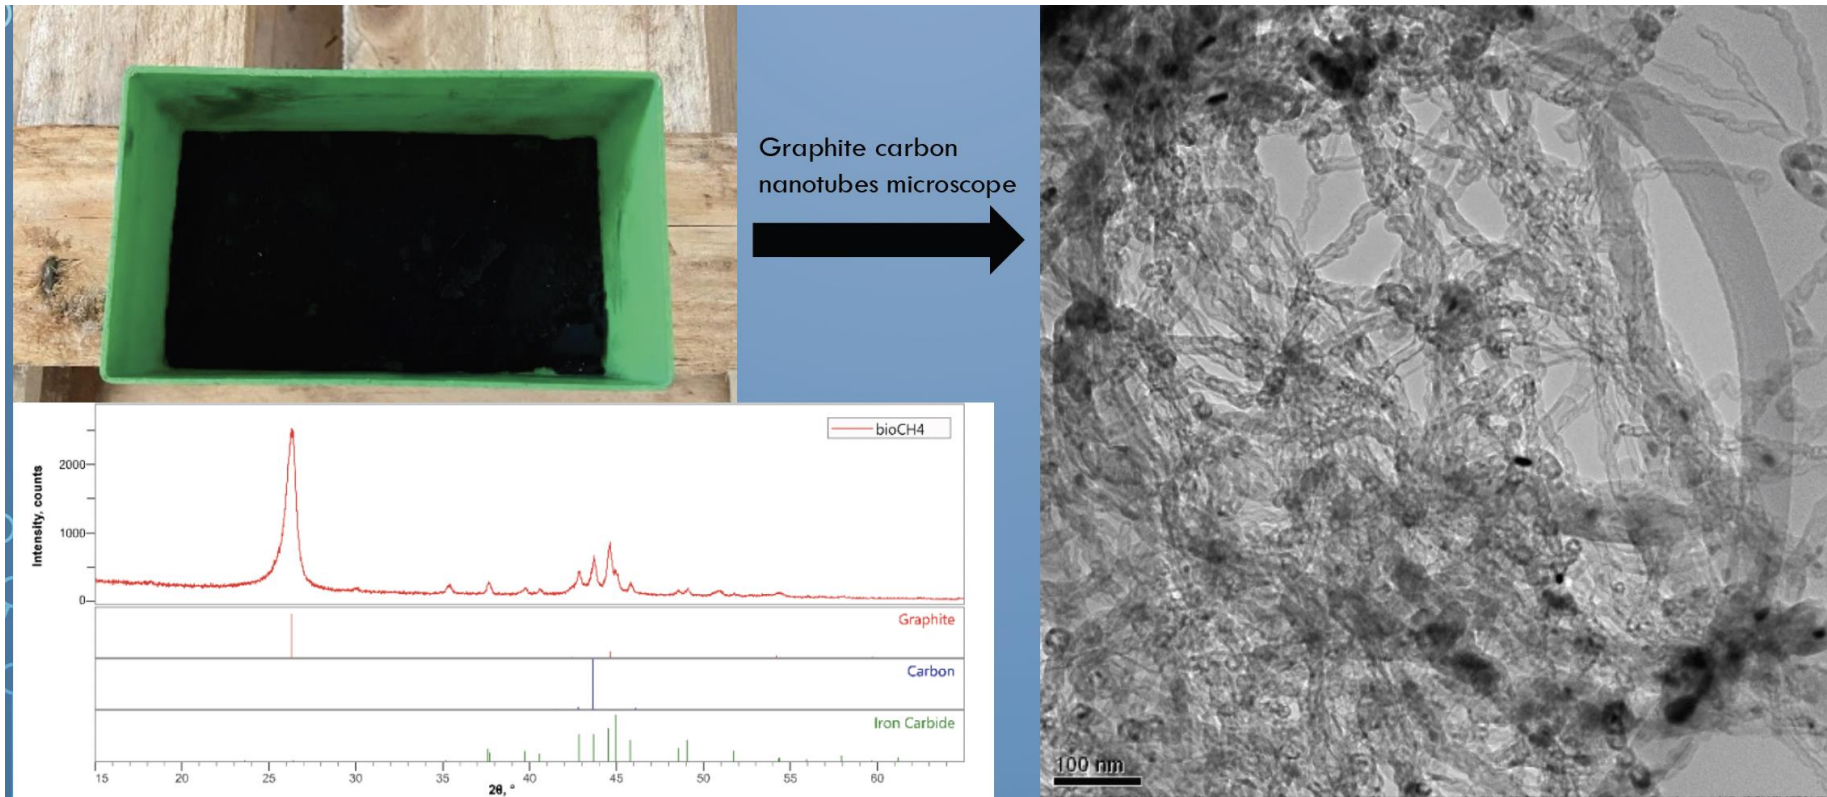 Graphite carbon
nanotubes microscope
bioCH4
Intensity, counts
2000
1000
0
Graphite
Carbon
Iron Carbide
15 20 25 30 35 40 45 50 55 60
2θ, °
100 nm